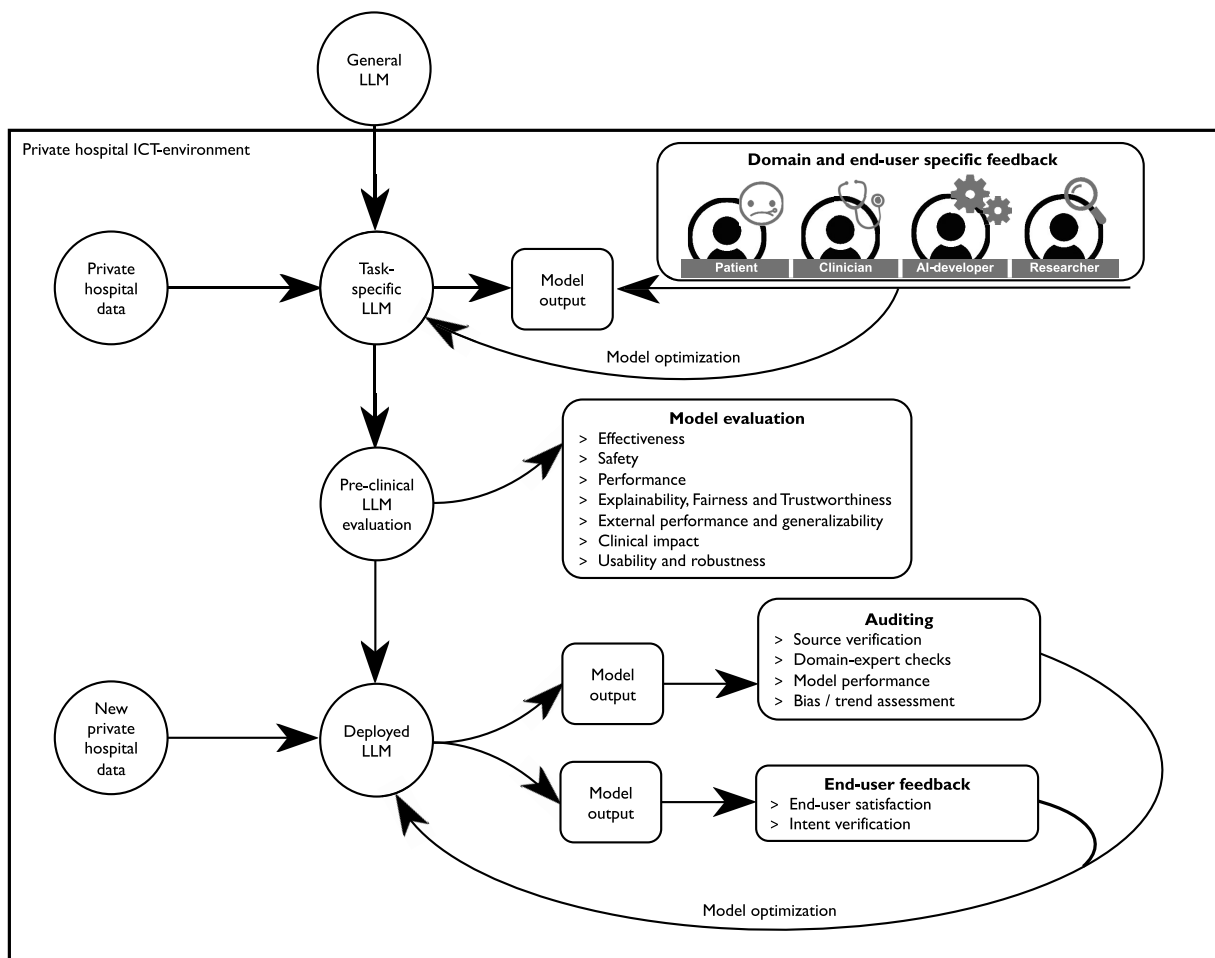 General
LLM
Private hospital ICT-environment
Domain and end-user specific feedback
Patient
Clinician
AI-developer
Researcher
Private
hospital
data
Task-
specific
LLM
Model
output
Model optimization
Pre-clinical
LLM
evaluation
Model evaluation
> Effectiveness
> Safety
> Performance
> Explainability, Fairness and Trustworthiness
> External performance and generalizability
> Clinical impact
> Usability and robustness
Auditing
> Source verification
> Domain-expert checks
> Model performance
> Bias / trend assessment
Model
output
New
private
hospital
data
Deployed
LLM
Model
output
End-user feedback
> End-user satisfaction
> Intent verification
Model optimization